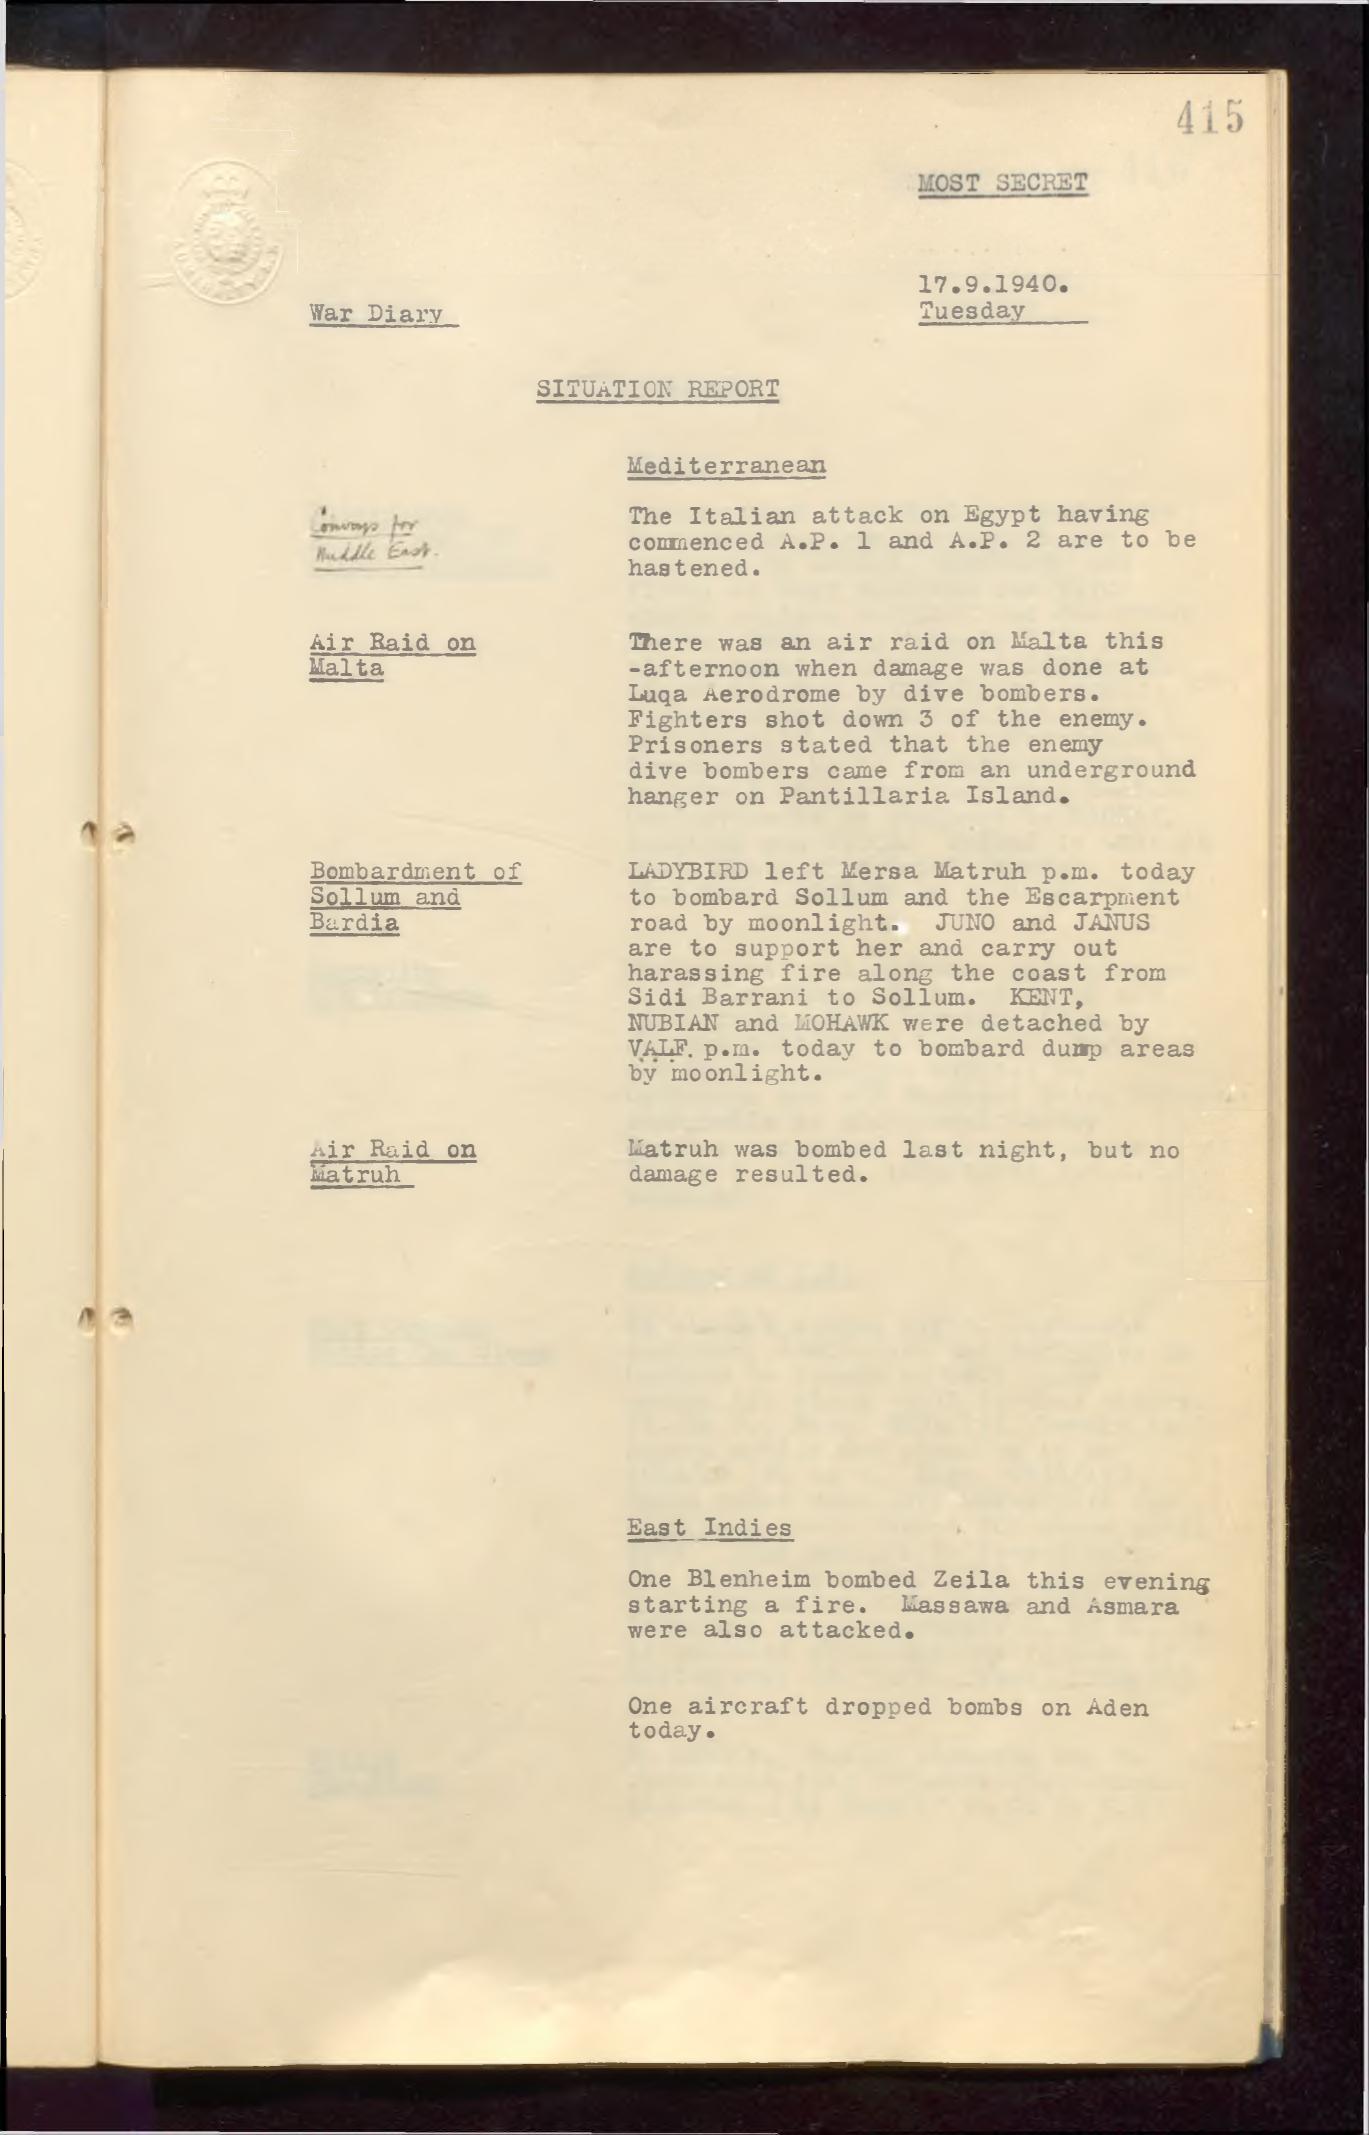 415
MOST SECRET
17.9.1940.
War Diary
Tuesday
SITUATION REPORT
Mediterranean
Convoys for
Middle East.
The Italian attack on Egypt having
commenced A.P. 1 and A.P. 2 are to be
hastened.
Air Raid on
Malta
There was an air raid on Malta this
-afternoon when damage was done at
Luqa Aerodrome by dive bombers.
Fighters shot down 3 of the enemy.
Prisoners stated that the enemy
dive bombers came from an underground
hanger on Pantillaria Island.
Bombardment of
Sollum and
Bardia
LADYBIRD left Mersa Matruh p.m. today
to bombard Sollum and the Escarpment
road by moonlight. JUNO and JANUS
are to support her and carry out
harassing fire along the coast from
Sidi Barrani to Sollum. KENT,
NUBIAN and MOHAWK were detached by
V.A.L.F. p.m. today to bombard dump areas
by moonlight.
Air Raid on
Matruh
Matruh was bombed last night, but no
damage resulted.
East Indies
One Blenheim bombed Zeila this evening
starting a fire. Massawa and Asmara
were also attacked.
One aircraft dropped bombs on Aden
today.